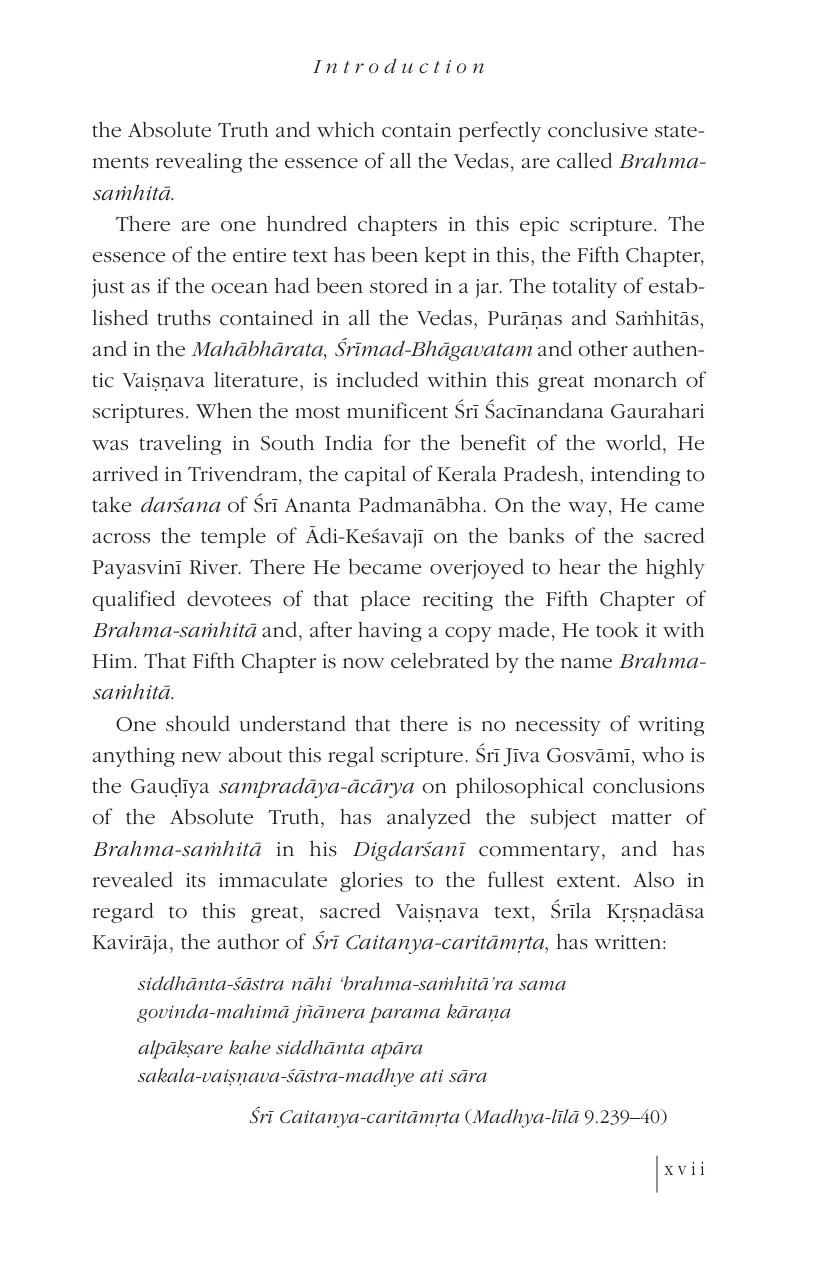 Introduction
the Absolute Truth and which contain perfectly conclusive state-
ments revealing the essence of all the Vedas, are called Brahma-
saṁhitā.
There are one hundred chapters in this epic scripture. The
essence of the entire text has been kept in this, the Fifth Chapter,
just as if the ocean had been stored in a jar. The totality of estab-
lished truths contained in all the Vedas, Purāṇas and Saṁhitās,
and in the Mahābhārata, Śrīmad-Bhāgavatam and other authen-
tic Vaiṣṇava literature, is included within this great monarch of
scriptures. When the most munificent Śrī Śacīnandana Gaurahari
was traveling in South India for the benefit of the world, He
arrived in Trivendram, the capital of Kerala Pradesh, intending to
take darśana of Śrī Ananta Padmanābha. On the way, He came
across the temple of Ādi-Keśavajī on the banks of the sacred
Payasvinī River. There He became overjoyed to hear the highly
qualified devotees of that place reciting the Fifth Chapter of
Brahma-saṁhitā and, after having a copy made, He took it with
Him. That Fifth Chapter is now celebrated by the name Brahma-
saṁhitā.
One should understand that there is no necessity of writing
anything new about this regal scripture. Śrī Jīva Gosvāmī, who is
the Gauḍīya sampradāya-ācārya on philosophical conclusions
of the Absolute Truth, has analyzed the subject matter of
Brahma-saṁhitā in his Digdarśanī commentary, and has
revealed its immaculate glories to the fullest extent. Also in
regard to this great, sacred Vaiṣṇava text, Śrīla Kṛṣṇadāsa
Kavirāja, the author of Śrī Caitanya-caritāmṛta, has written:
siddhānta-śāstra nāhi ‘brahma-saṁhitā’ra sama
govinda-mahimā jñānera parama kāraṇa
alpākṣare kahe siddhānta apāra
sakala-vaiṣṇava-śāstra-madhye ati sāra
Śrī Caitanya-caritāmṛta (Madhya-līlā 9.239–40)
xvii